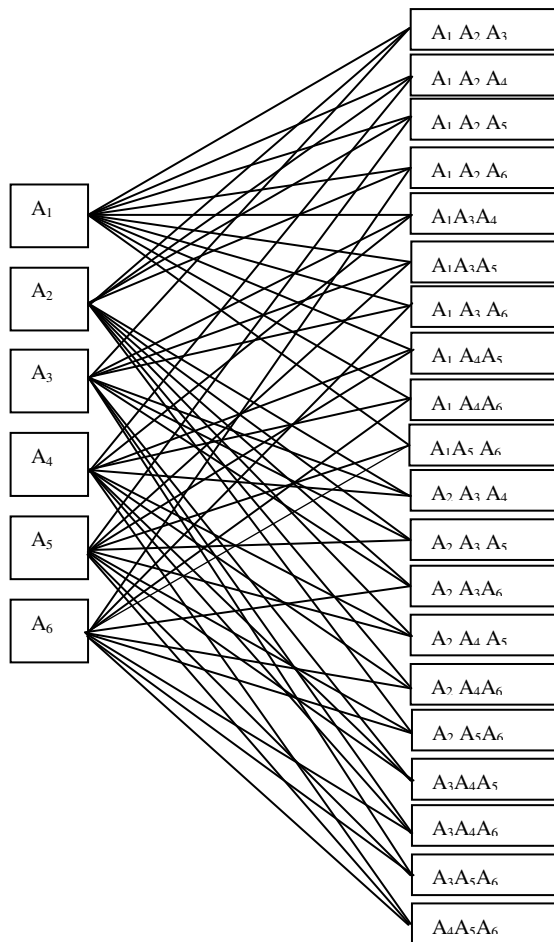 A₁ A₂ A₃
A₁ A₂ A₄
A₁ A₂ A₅
A₁ A₂ A₆
A₁A₃A₄
A₁A₃A₅
A₁ A₃ A₆
A₁ A₄A₅
A₁ A₄A₆
A₁A₅ A₆
A₂ A₃ A₄
A₂ A₃ A₅
A₂ A₃A₆
A₂ A₄ A₅
A₂ A₄A₆
A₂ A₅A₆
A₃A₄A₅
A₃A₄A₆
A₃A₅A₆
A₄A₅A₆
A₁
A₂
A₃
A₄
A₅
A₆